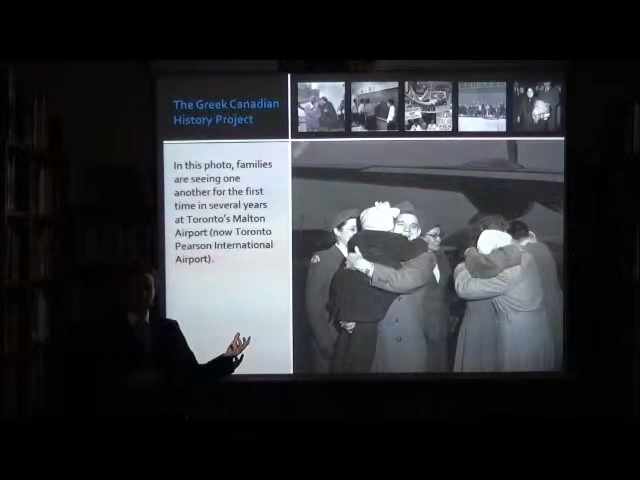 The Greek Canadian
History Project
In this photo, families
are seeing one
another for the first
time in several years
at Toronto's Malton
Airport (now Toronto
Pearson International
Airport).